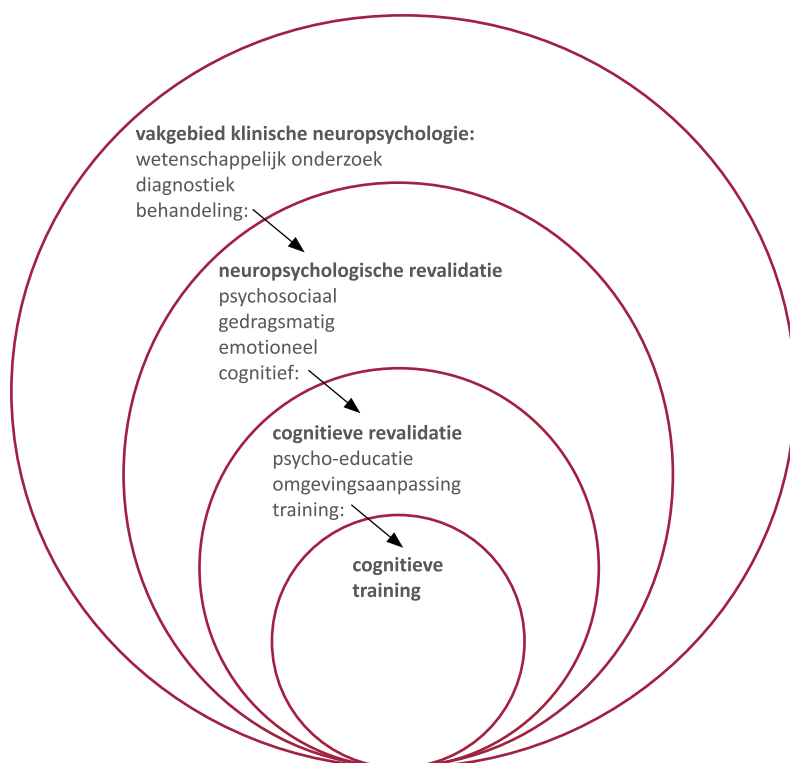 vakgebied klinische neuropsychologie:
wetenschappelijk onderzoek
diagnostiek
behandeling:
neuropsychologische revalidatie
psychosociaal
gedragsmatig
emotioneel
cognitief:
cognitieve revalidatie
psycho-educatie
omgevingsaanpassing
training:
cognitieve
training